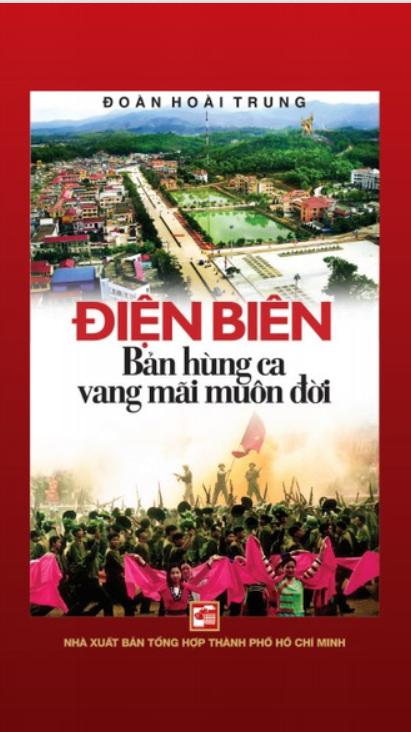 ĐOÀN HOÀI TRUNG
ĐIỆN BIÊN
Bản hùng ca
vang mãi muôn đời
NHÀ XUẤT BẢN TỔNG HỢP THÀNH PHỐ HỒ CHÍ MINH